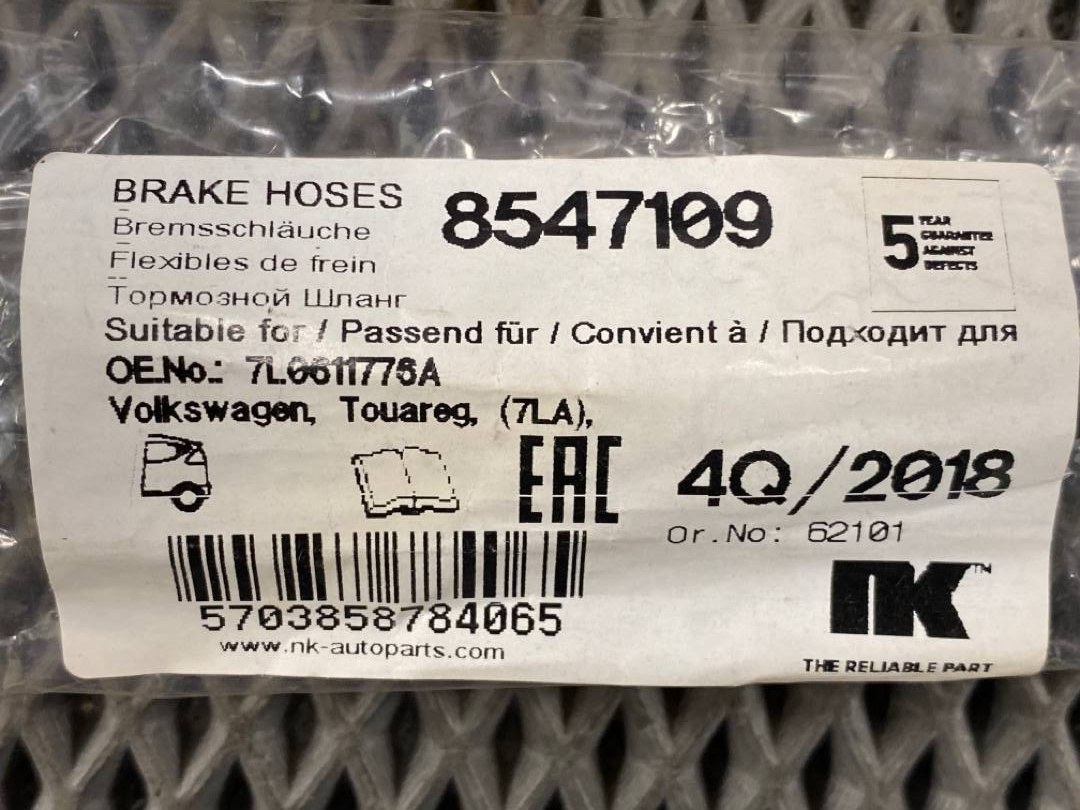 BRAKE HOSES
8547109
5 YEAR
GUARANTEE
AGAINST
DEFECTS
Bremsschläuche
Flexibles de frein
Тормозной Шланг
Suitable for / Passend für / Convient à / Подходит для
OE.No.: 7L0611776A
Volkswagen, Touareg, (7LA),
EAC
4Q/2018
Or.No: 62101
5703858784065
www.nk-autoparts.com
NK™
THE RELIABLE PART